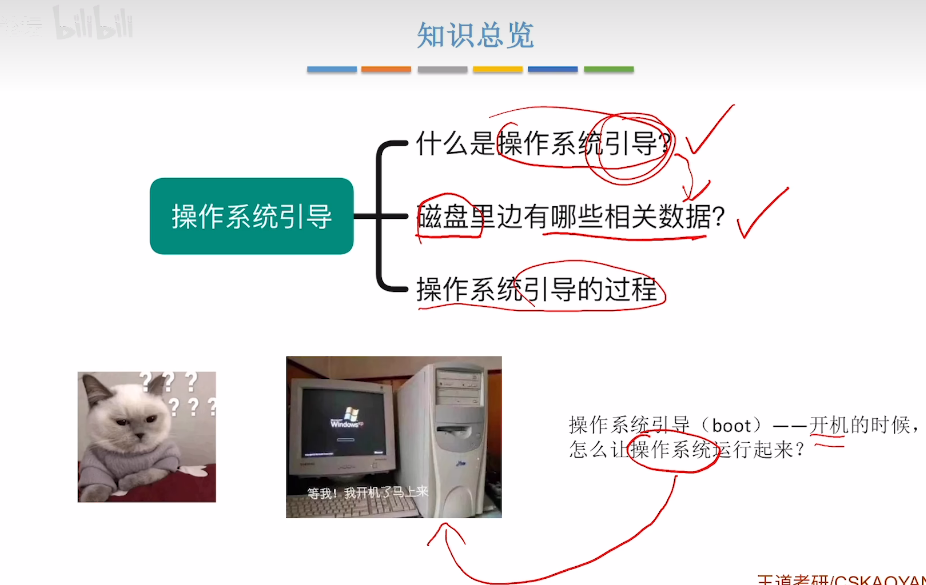 bilibili
知识总览
什么是操作系统引导?
操作系统引导
磁盘里边有哪些相关数据?
操作系统引导的过程
? ? ?
? ? ?
Windows
等我！我开机了马上来
操作系统引导（boot）——开机的时候，
怎么让操作系统运行起来?
王道考研/CSKAOYAN